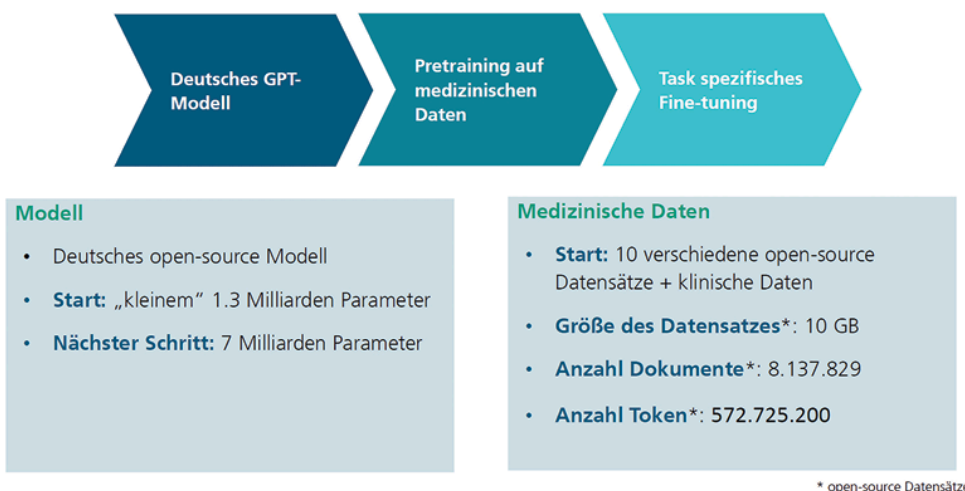 Deutsches GPT-
Modell
Pretraining auf
medizinischen
Daten
Task spezifisches
Fine-tuning
Modell
• Deutsches open-source Modell
• Start: „kleinem“ 1.3 Milliarden Parameter
• Nächster Schritt: 7 Milliarden Parameter
Medizinische Daten
• Start: 10 verschiedene open-source
Datensätze + klinische Daten
• Größe des Datensatzes*: 10 GB
• Anzahl Dokumente*: 8.137.829
• Anzahl Token*: 572.725.200
* open-source Datensätze